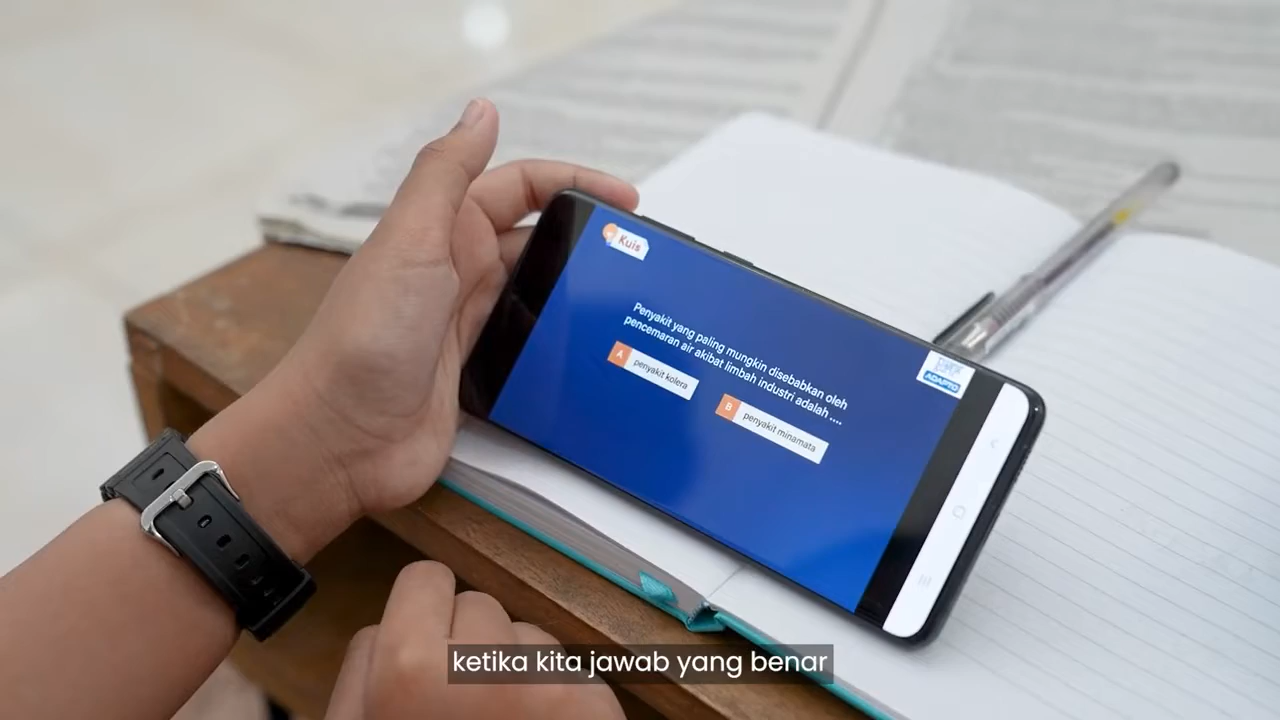 Kuis
Penyakit yang paling mungkin disebabkan oleh
pencemaran air akibat limbah industri adalah ....
A penyakit kolera
B penyakit minamata
ADAPTO
ketika kita jawab yang benar